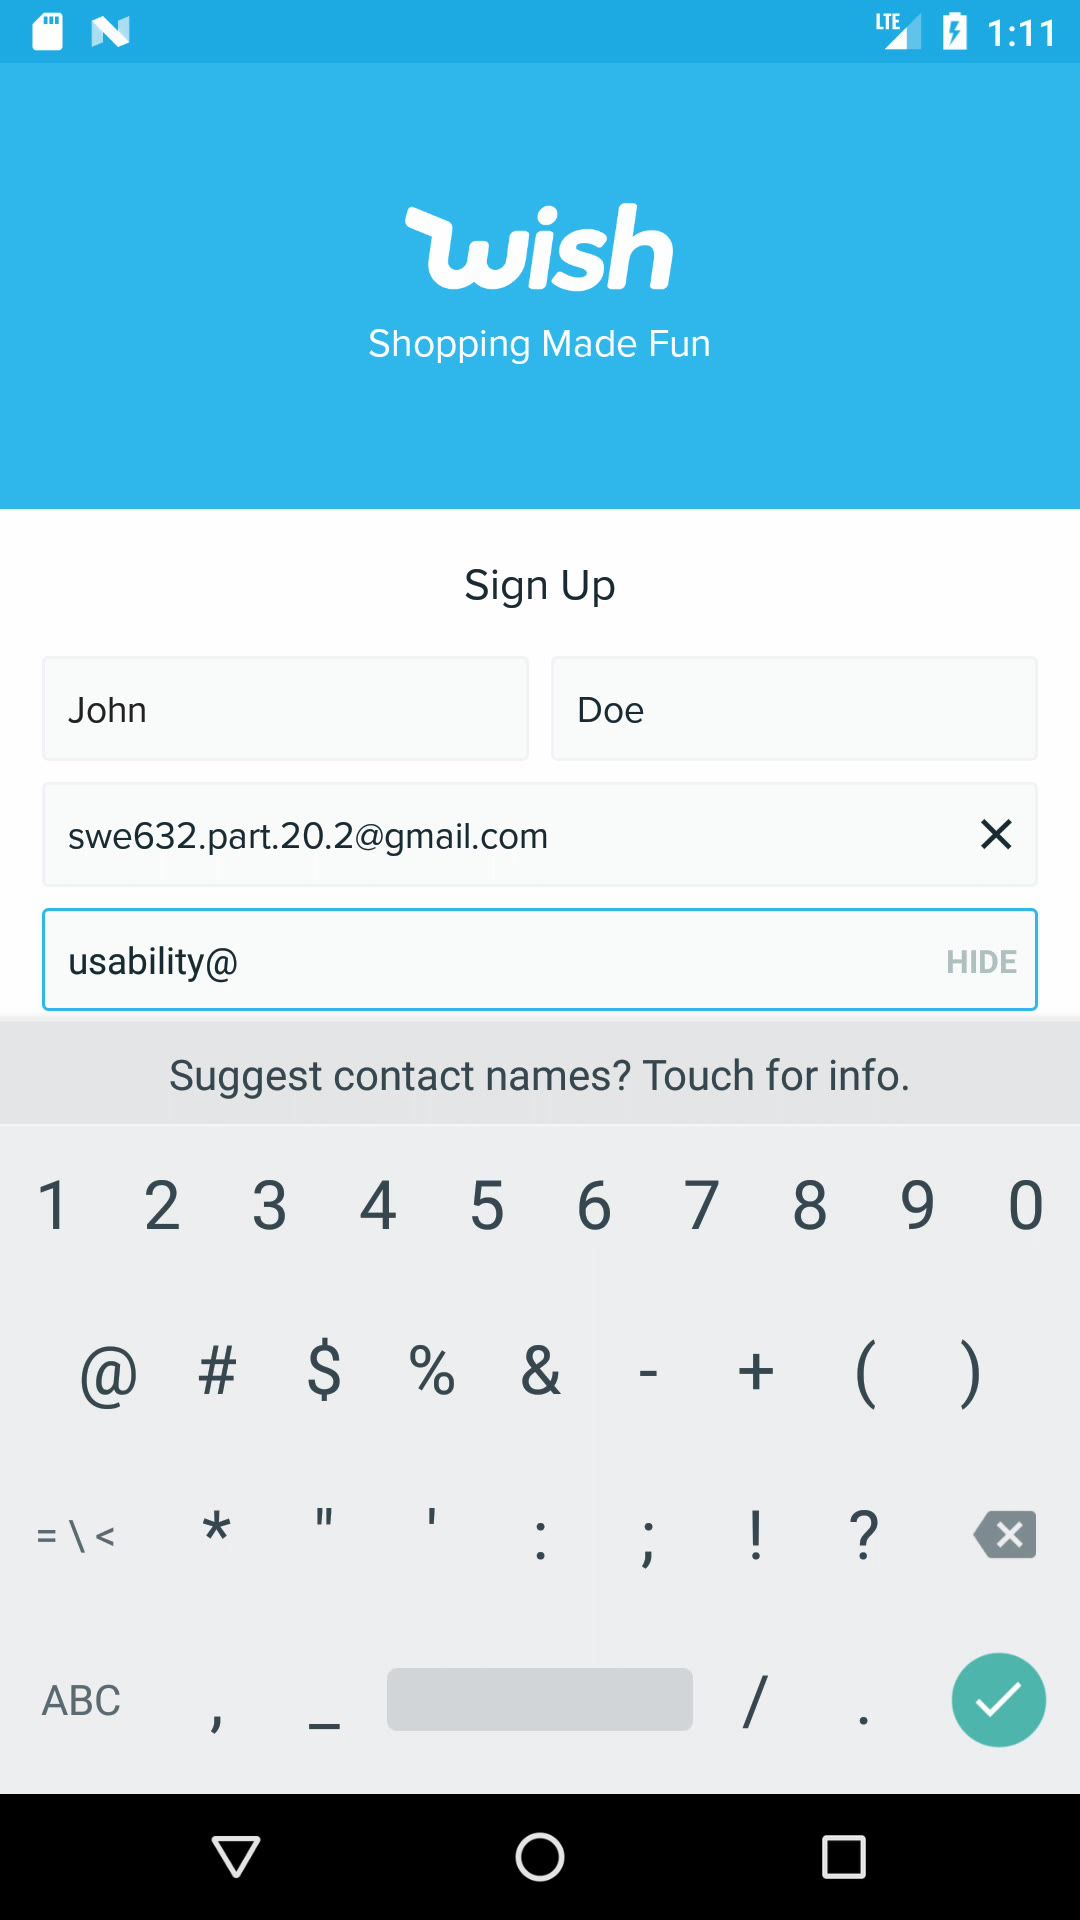 LTE 1:11
wish
Shopping Made Fun
Sign Up
John Doe
swe632.part.20.2@gmail.com
usability@ HIDE
Suggest contact names? Touch for info.
1 2 3 4 5 6 7 8 9 0
@ # $ % & - + ( )
= \ < * " ' : ; ! ?
ABC , _ / .